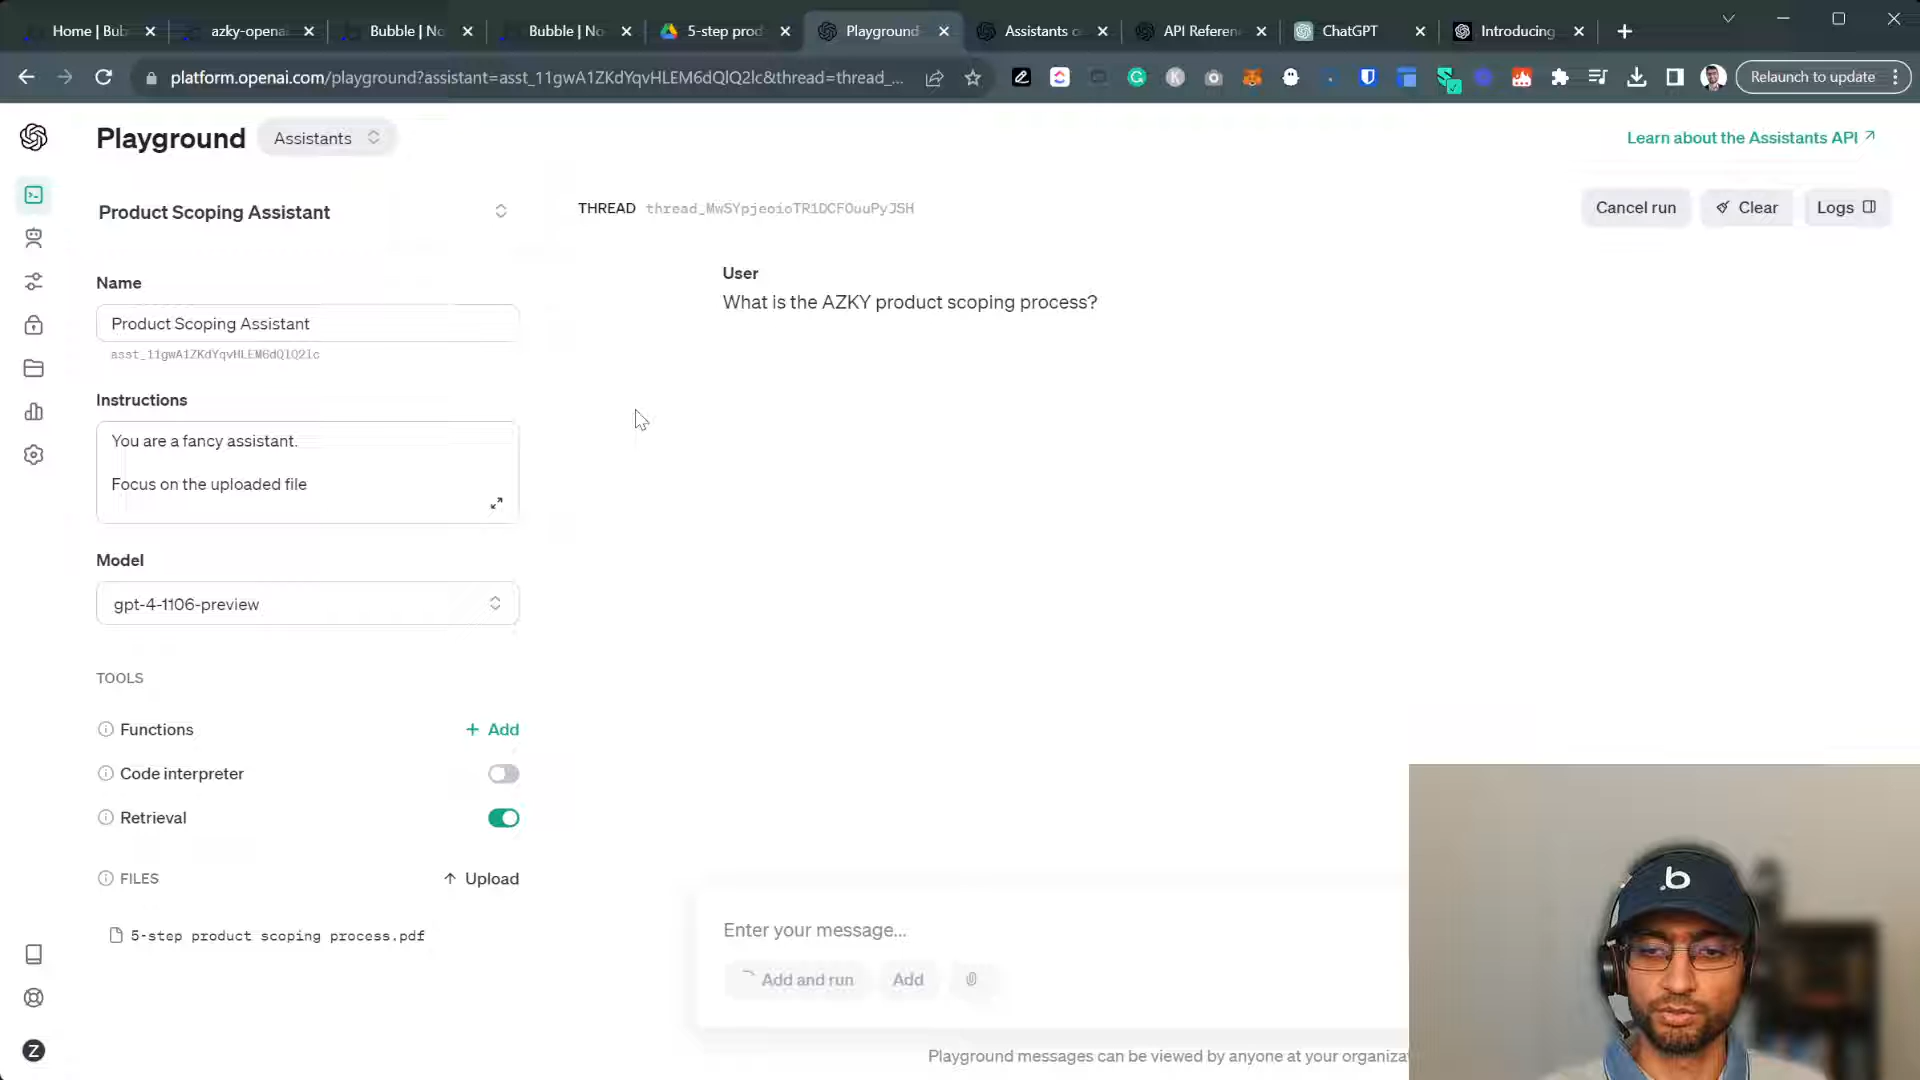 Home | Bub
azky-opena
Bubble | No
Bubble | No
5-step prod
Playground
Assistants o
API Referen
ChatGPT
Introducing
platform.openai.com/playground?assistant=asst_11gwA1ZKdYqvHLEM6dQlQ2lc&thread=thread_...
Relaunch to update
Playground
Assistants
Learn about the Assistants API
Product Scoping Assistant
THREAD thread_MwSYpjeoioTR1DCFOuuPyJSH
Cancel run
Clear
Logs
Name
Product Scoping Assistant
asst_11gwA1ZKdYqvHLEM6dQlQ2lc
User
What is the AZKY product scoping process?
Instructions
You are a fancy assistant.
Focus on the uploaded file
Model
gpt-4-1106-preview
TOOLS
Functions
Add
Code interpreter
Retrieval
FILES
Upload
5-step product scoping process.pdf
Enter your message...
Add and run
Add
Playground messages can be viewed by anyone at your organizat
Z
.b